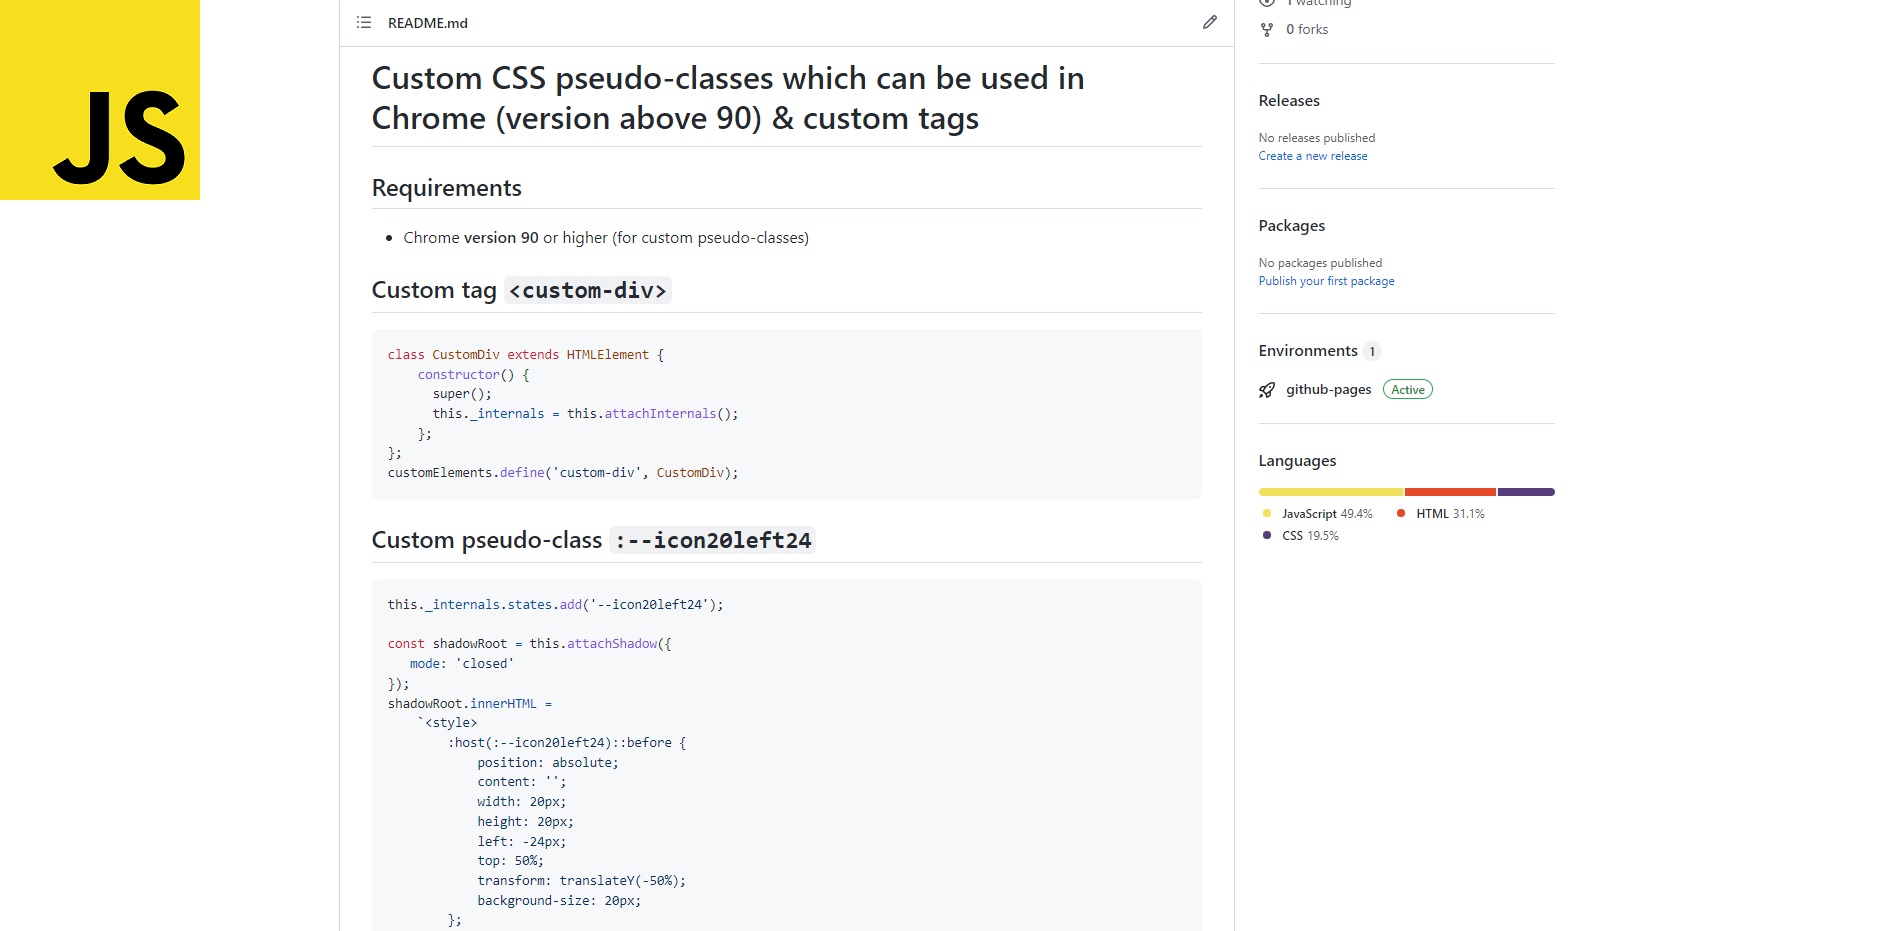 JS
README.md
Custom CSS pseudo-classes which can be used in
Chrome (version above 90) & custom tags
Requirements
Chrome version 90 or higher (for custom pseudo-classes)
Custom tag <custom-div>
class CustomDiv extends HTMLElement {
    constructor() {
      super();
      this._internals = this.attachInternals();
    };
};
customElements.define('custom-div', CustomDiv);
Custom pseudo-class :--icon20left24
this._internals.states.add('--icon20left24');
const shadowRoot = this.attachShadow({
   mode: 'closed'
});
shadowRoot.innerHTML =
    `<style>
        :host(:--icon20left24)::before {
            position: absolute;
            content: '';
            width: 20px;
            height: 20px;
            left: -24px;
            top: 50%;
            transform: translateY(-50%);
            background-size: 20px;
        };
1 watching
0 forks
Releases
No releases published
Create a new release
Packages
No packages published
Publish your first package
Environments 1
github-pages Active
Languages
JavaScript 49.4% HTML 31.1%
CSS 19.5%